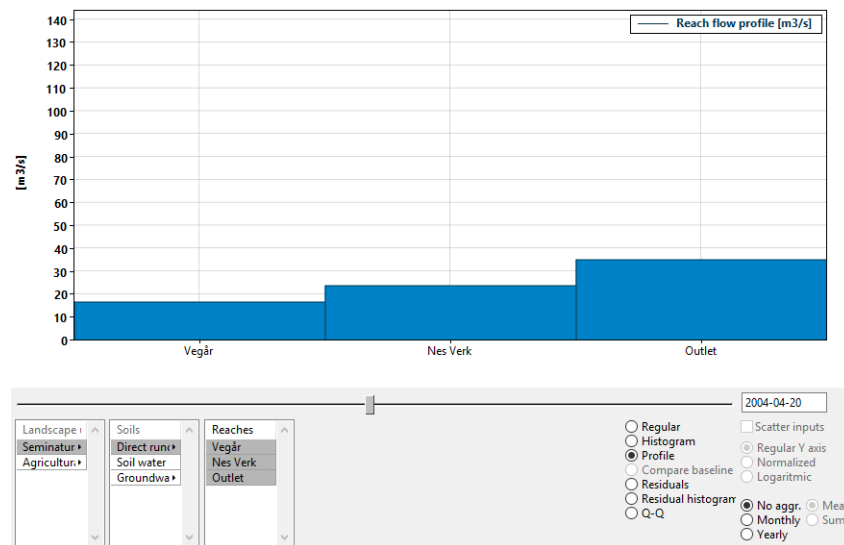 Reach flow profile [m3/s]
140
130
120
110
100
90
80
70
60
50
40
30
20
10
0
[m3/s]
Vegår
Nes Verk
Outlet
2004-04-20
Landscape
Soils
Reaches
Seminatur
Direct run
Vegår
Agricultur
Soil water
Nes Verk
Groundwa
Outlet
Regular
Histogram
Profile
Compare baseline
Residuals
Residual histogram
Q-Q
Scatter inputs
Regular Y axis
Normalized
Logaritmic
No aggr.
Mea
Monthly
Sum
Yearly